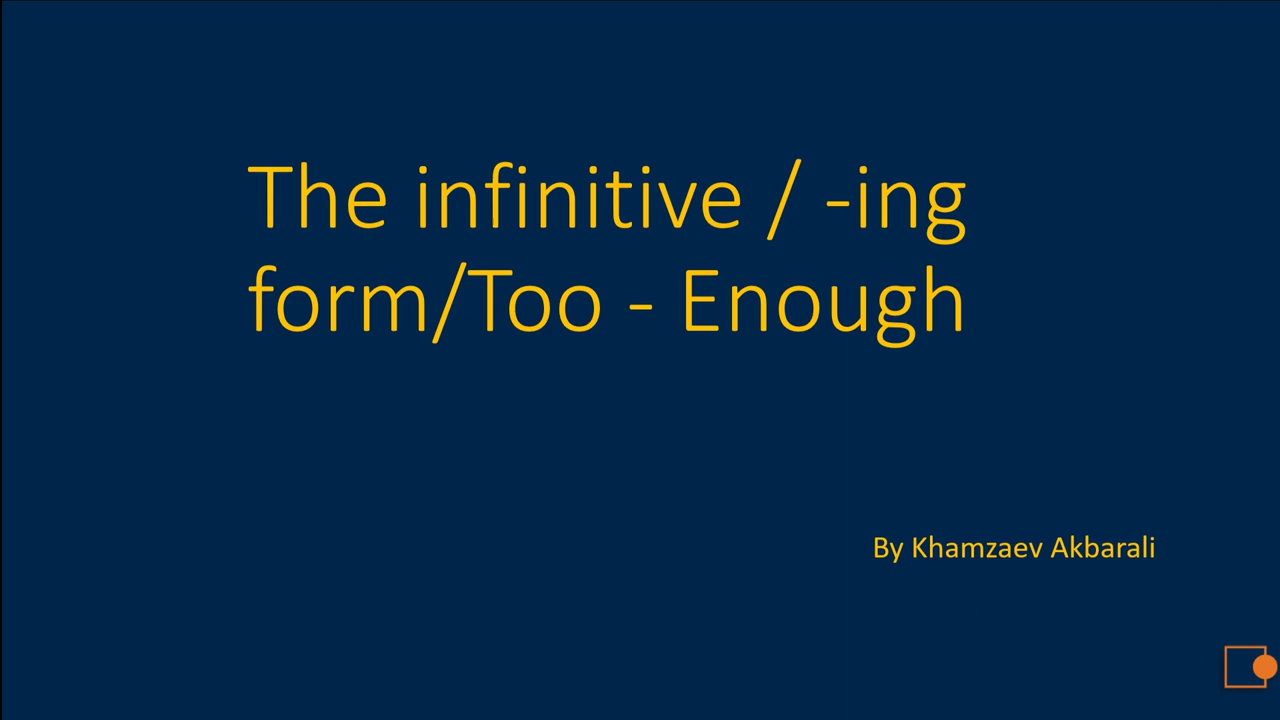 The infinitive / -ing
form/Too - Enough
By Khamzaev Akbarali